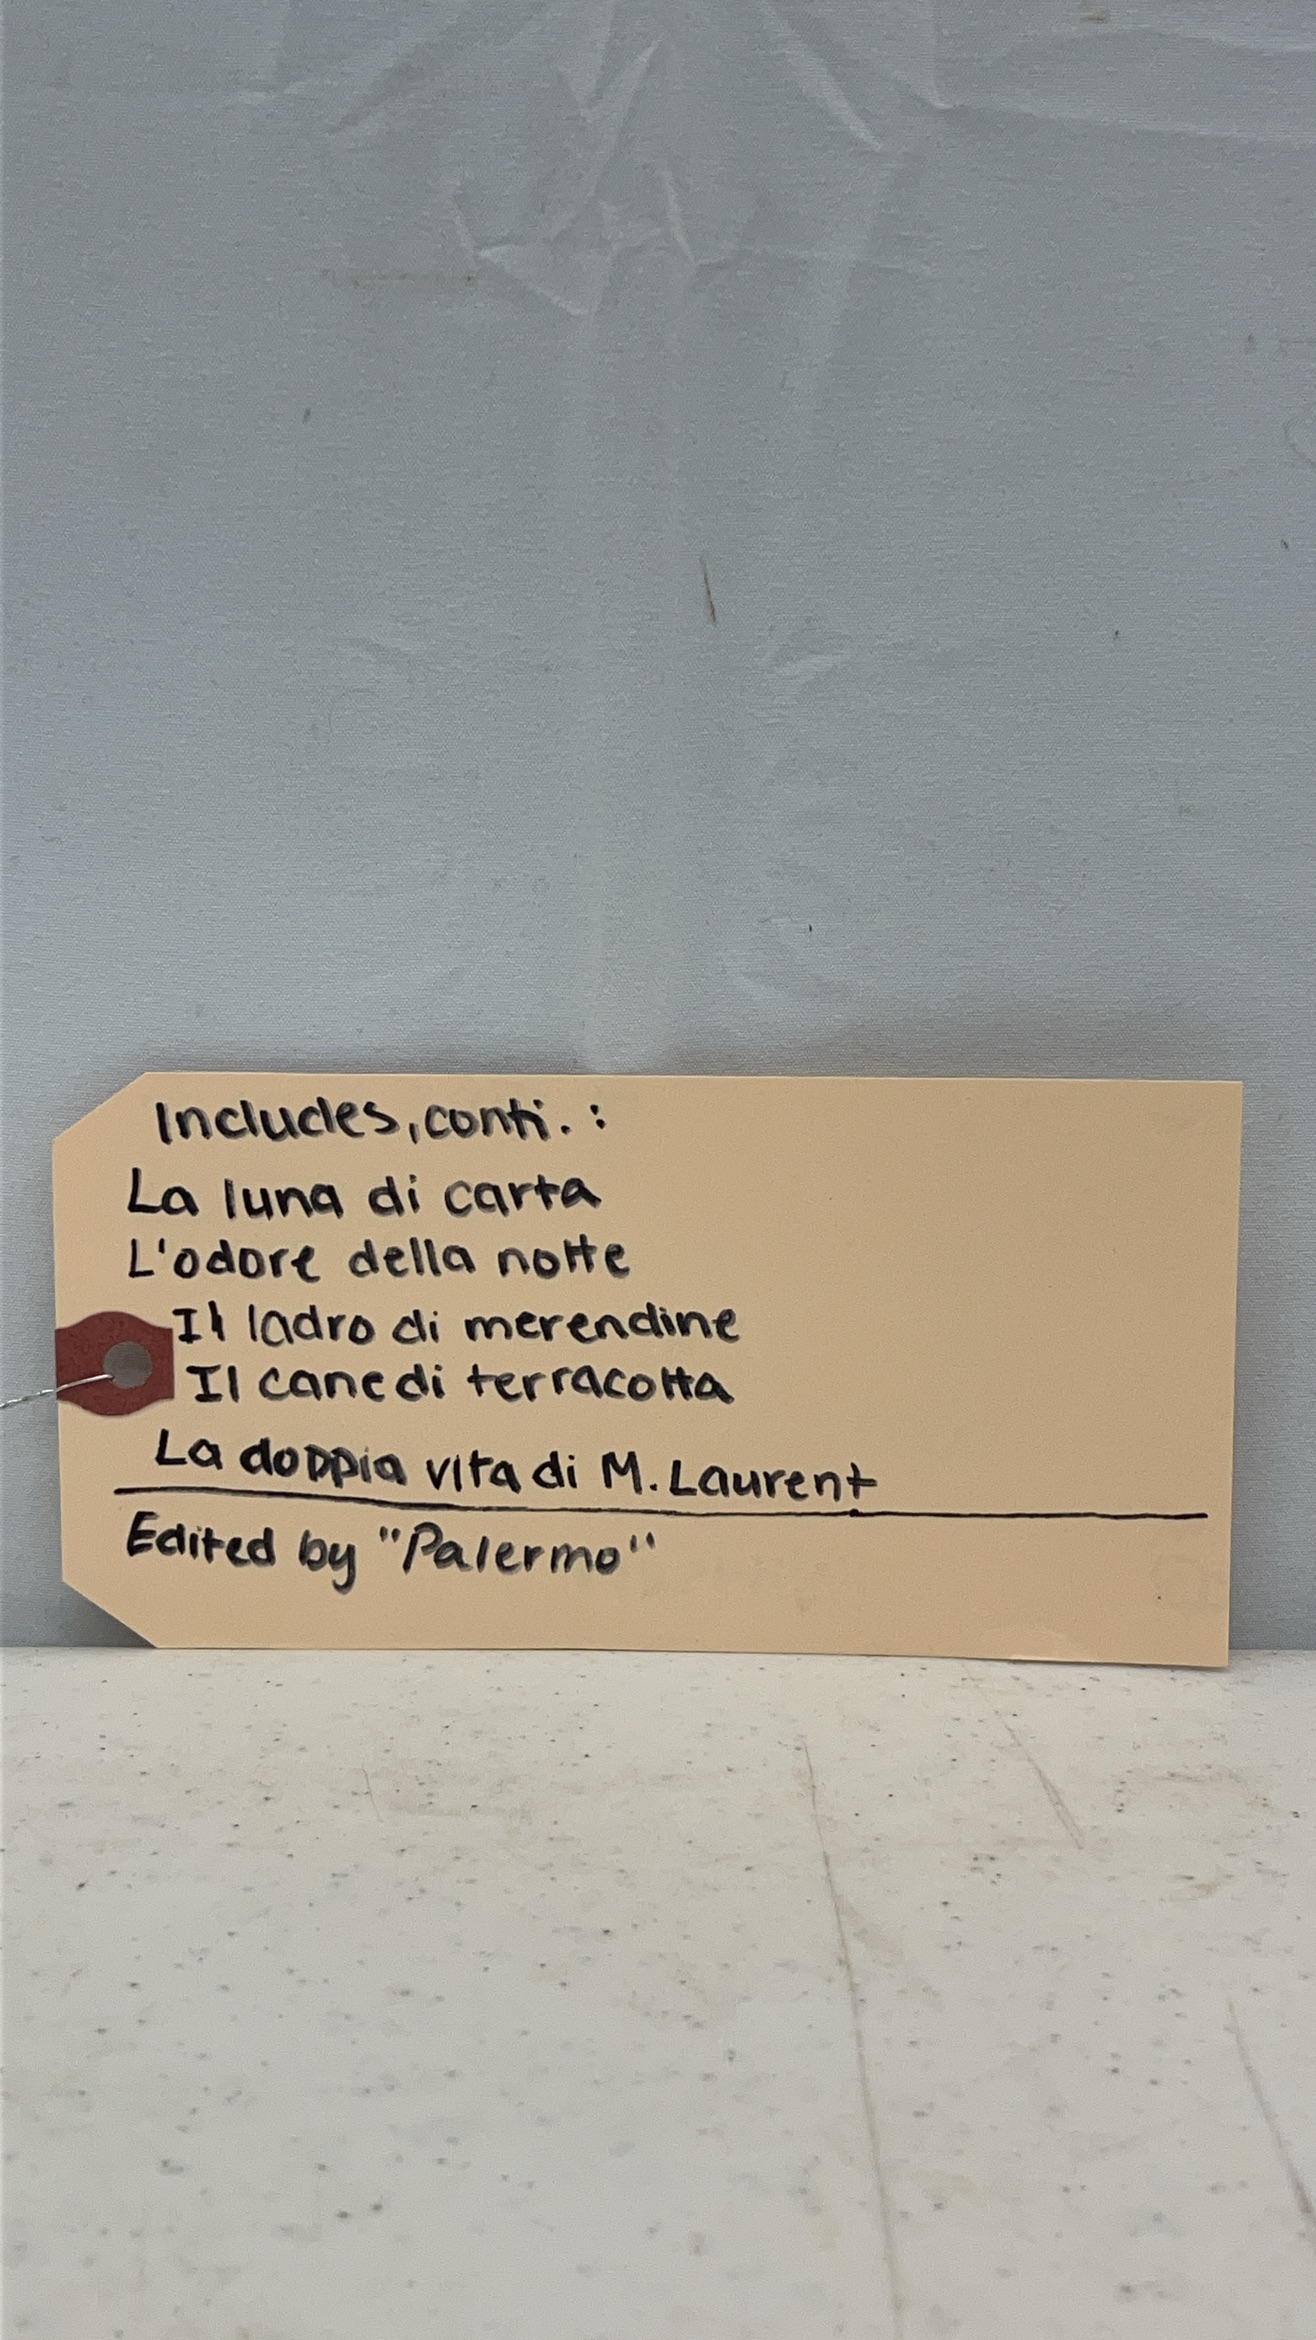 Includes, conti. :
La luna di carta
L'odore della notte
Il ladro di merendine
Il cane di terracotta
La doppia vita di M. Laurent
Edited by "Palermo"